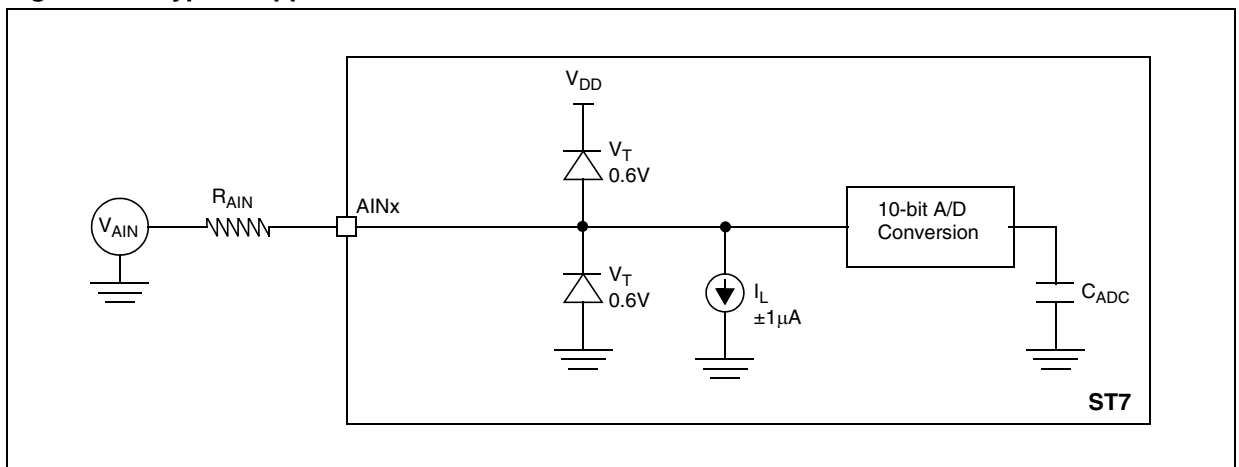 V_DD
V_T
0.6V
R_AIN
AINx
V_AIN
10-bit A/D
Conversion
V_T
0.6V
I_L
±1μA
C_ADC
ST7